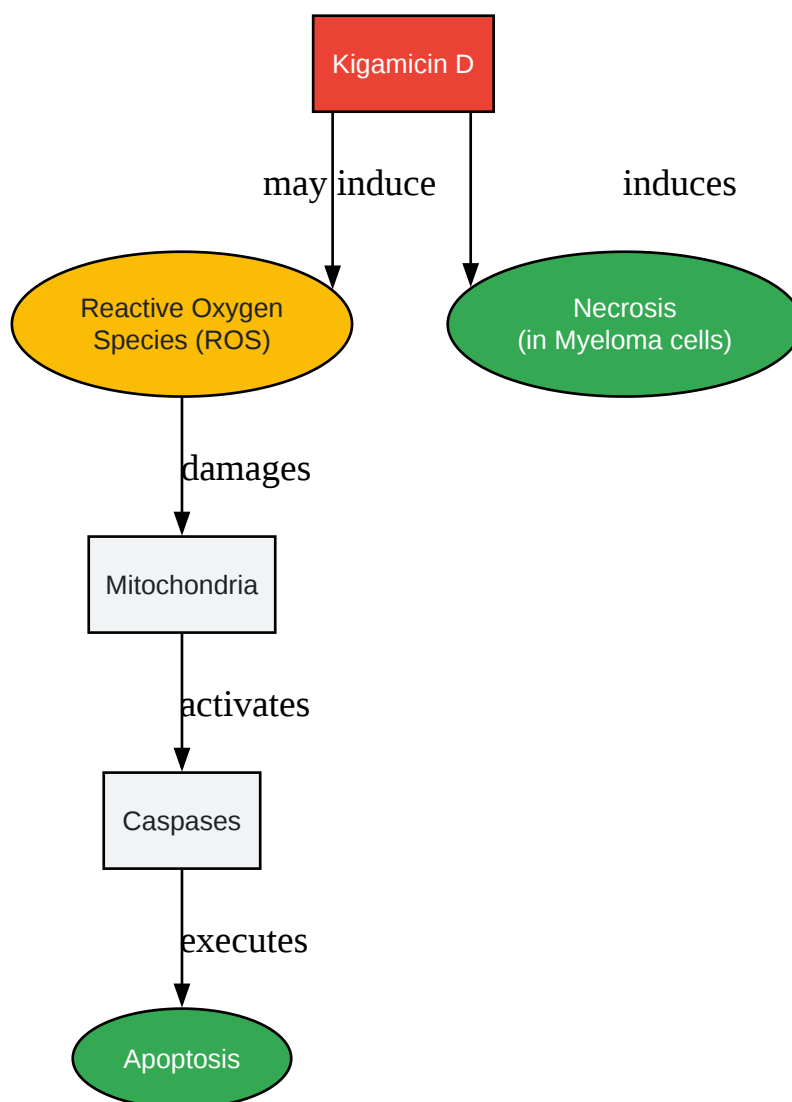 Kigamicin D
may induce
induces
Reactive Oxygen
Species (ROS)
Necrosis
(in Myeloma cells)
damages
Mitochondria
activates
Caspases
executes
Apoptosis